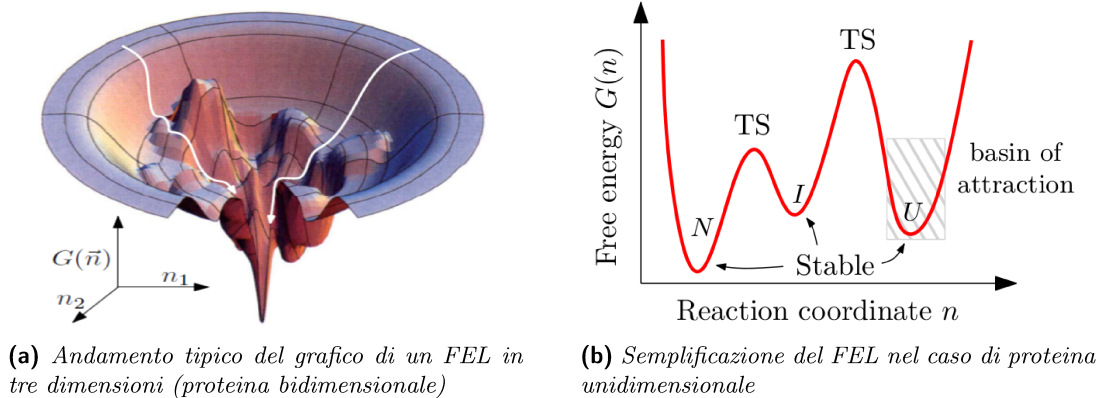 G(n⃗)
n₁
n₂
(a) Andamento tipico del grafico di un FEL in
tre dimensioni (proteina bidimensionale)
Free energy G(n)
TS
TS
N
I
U
basin of
attraction
Stable
Reaction coordinate n
(b) Semplificazione del FEL nel caso di proteina
unidimensionale